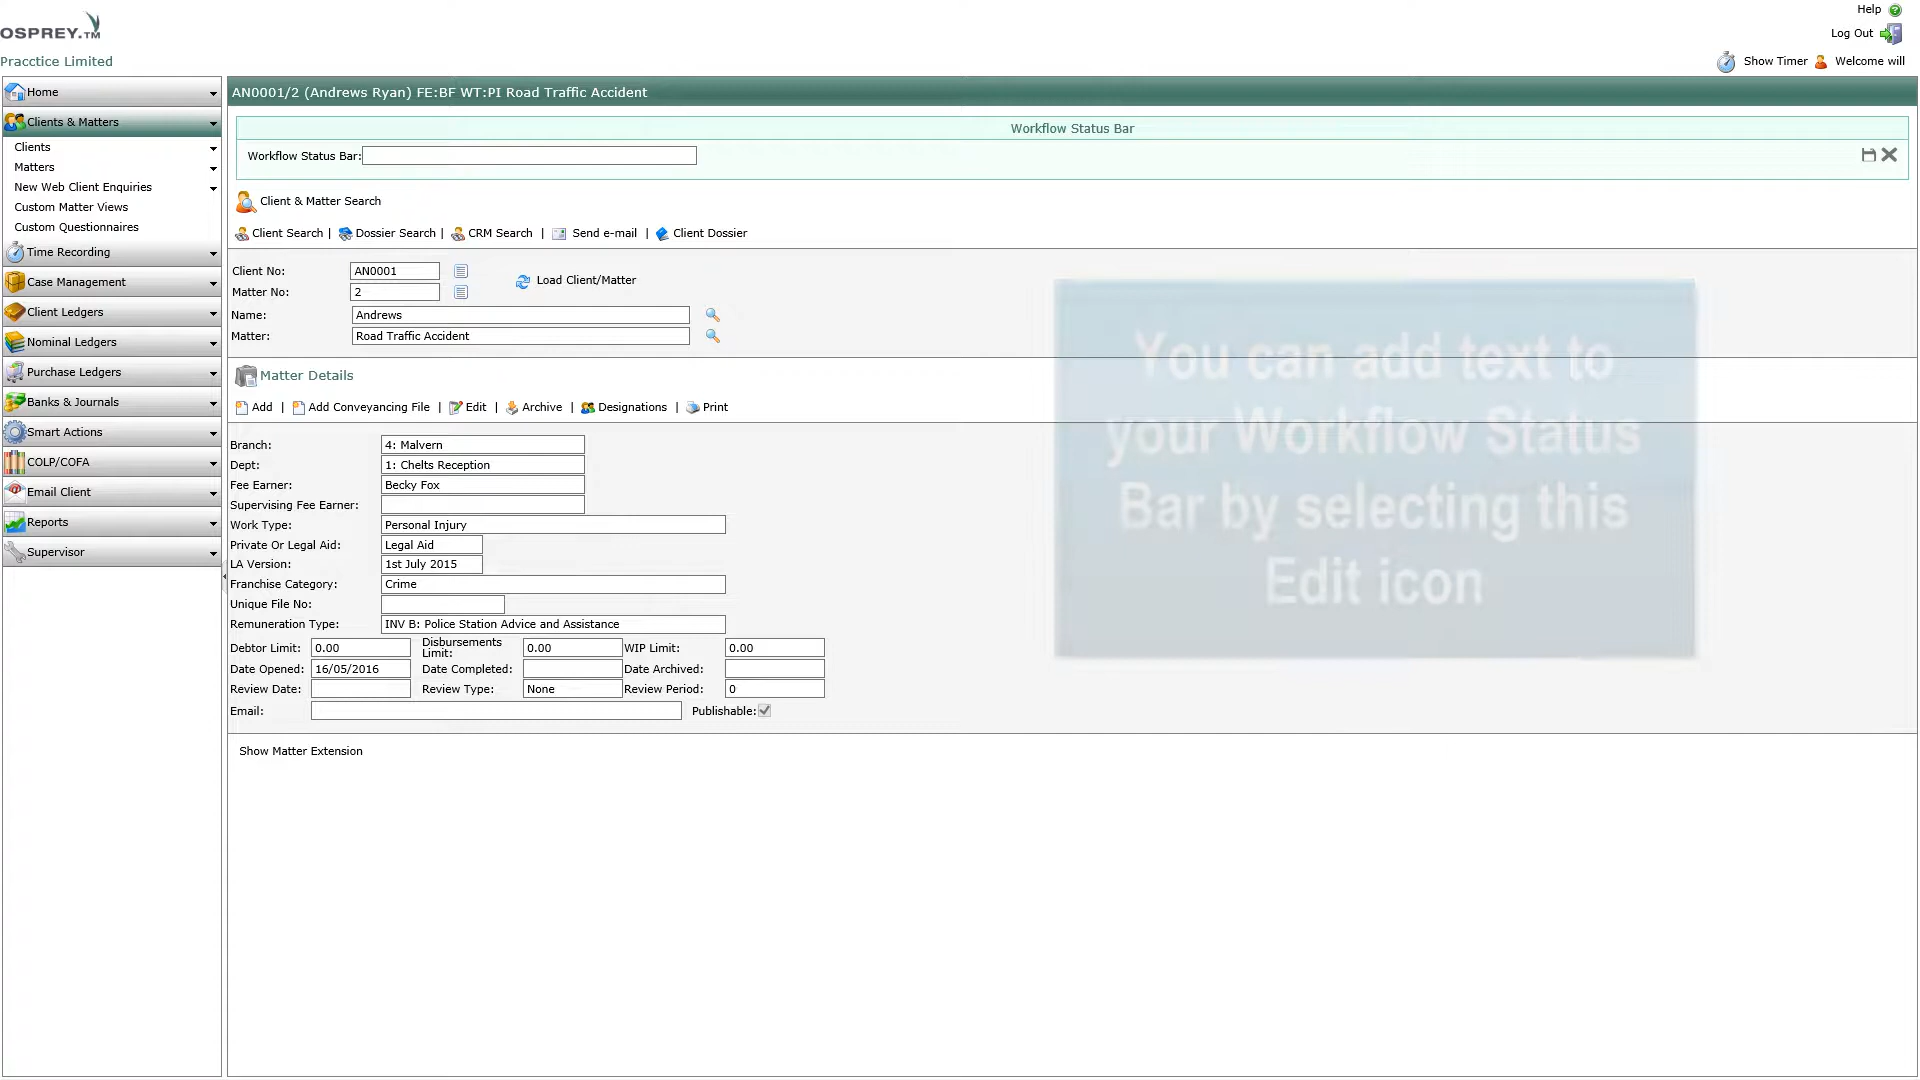 Help
OSPREY.TM
Log Out
Pracctice Limited
Show Timer
Welcome will
Home
Clients & Matters
Clients
Matters
New Web Client Enquiries
Custom Matter Views
Custom Questionnaires
Time Recording
Case Management
Client Ledgers
Nominal Ledgers
Purchase Ledgers
Banks & Journals
Smart Actions
COLP/COFA
Email Client
Reports
Supervisor
AN0001/2 (Andrews Ryan) FE:BF WT:PI Road Traffic Accident
Workflow Status Bar
Workflow Status Bar:
Client & Matter Search
Client Search | Dossier Search | CRM Search | Send e-mail | Client Dossier
Client No: AN0001
Load Client/Matter
Matter No: 2
Name: Andrews
Matter: Road Traffic Accident
Matter Details
Add | Add Conveyancing File | Edit | Archive | Designations | Print
Branch: 4: Malvern
Dept: 1: Chelts Reception
Fee Earner: Becky Fox
Supervising Fee Earner:
Work Type: Personal Injury
Private Or Legal Aid: Legal Aid
LA Version: 1st July 2015
Franchise Category: Crime
Unique File No:
Remuneration Type: INV B: Police Station Advice and Assistance
Debtor Limit: 0.00 Disbursements Limit: 0.00 WIP Limit: 0.00
Date Opened: 16/05/2016 Date Completed: Date Archived:
Review Date: Review Type: None Review Period: 0
Email: Publishable:
Show Matter Extension
You can add text to
your Workflow Status
Bar by selecting this
Edit icon